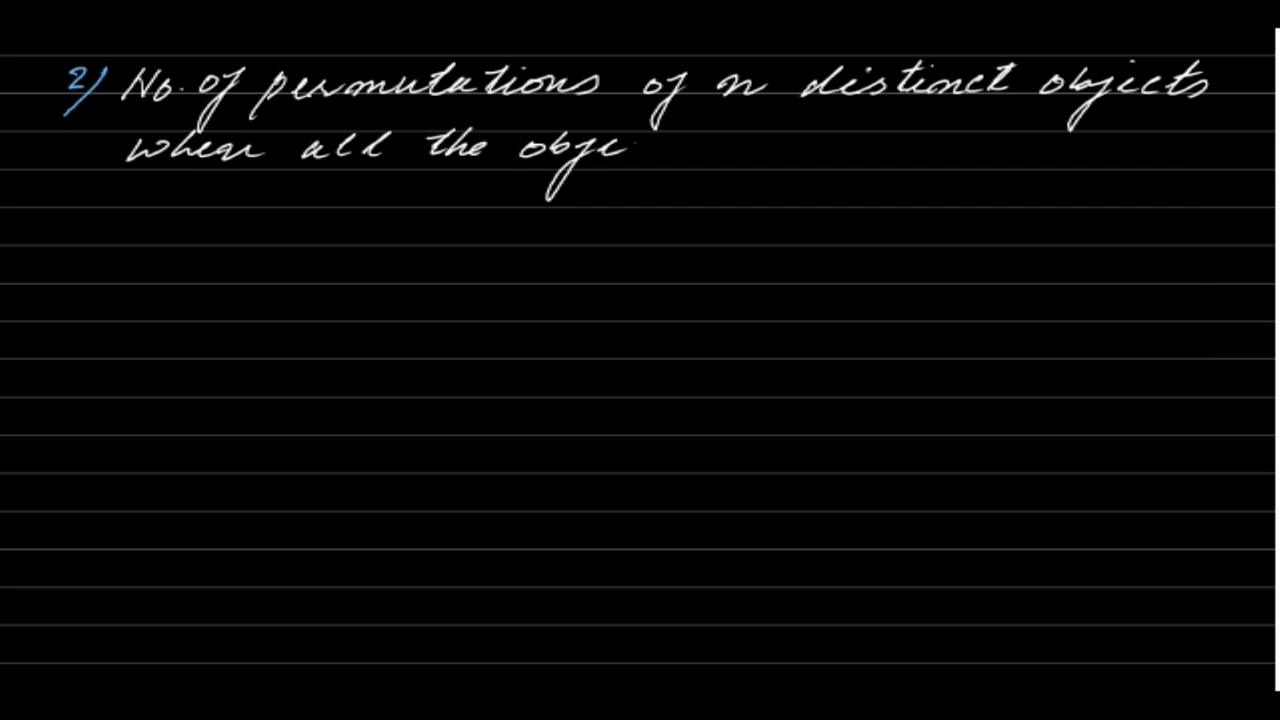 2) No. of permutations of n distinct objects
when all the obje